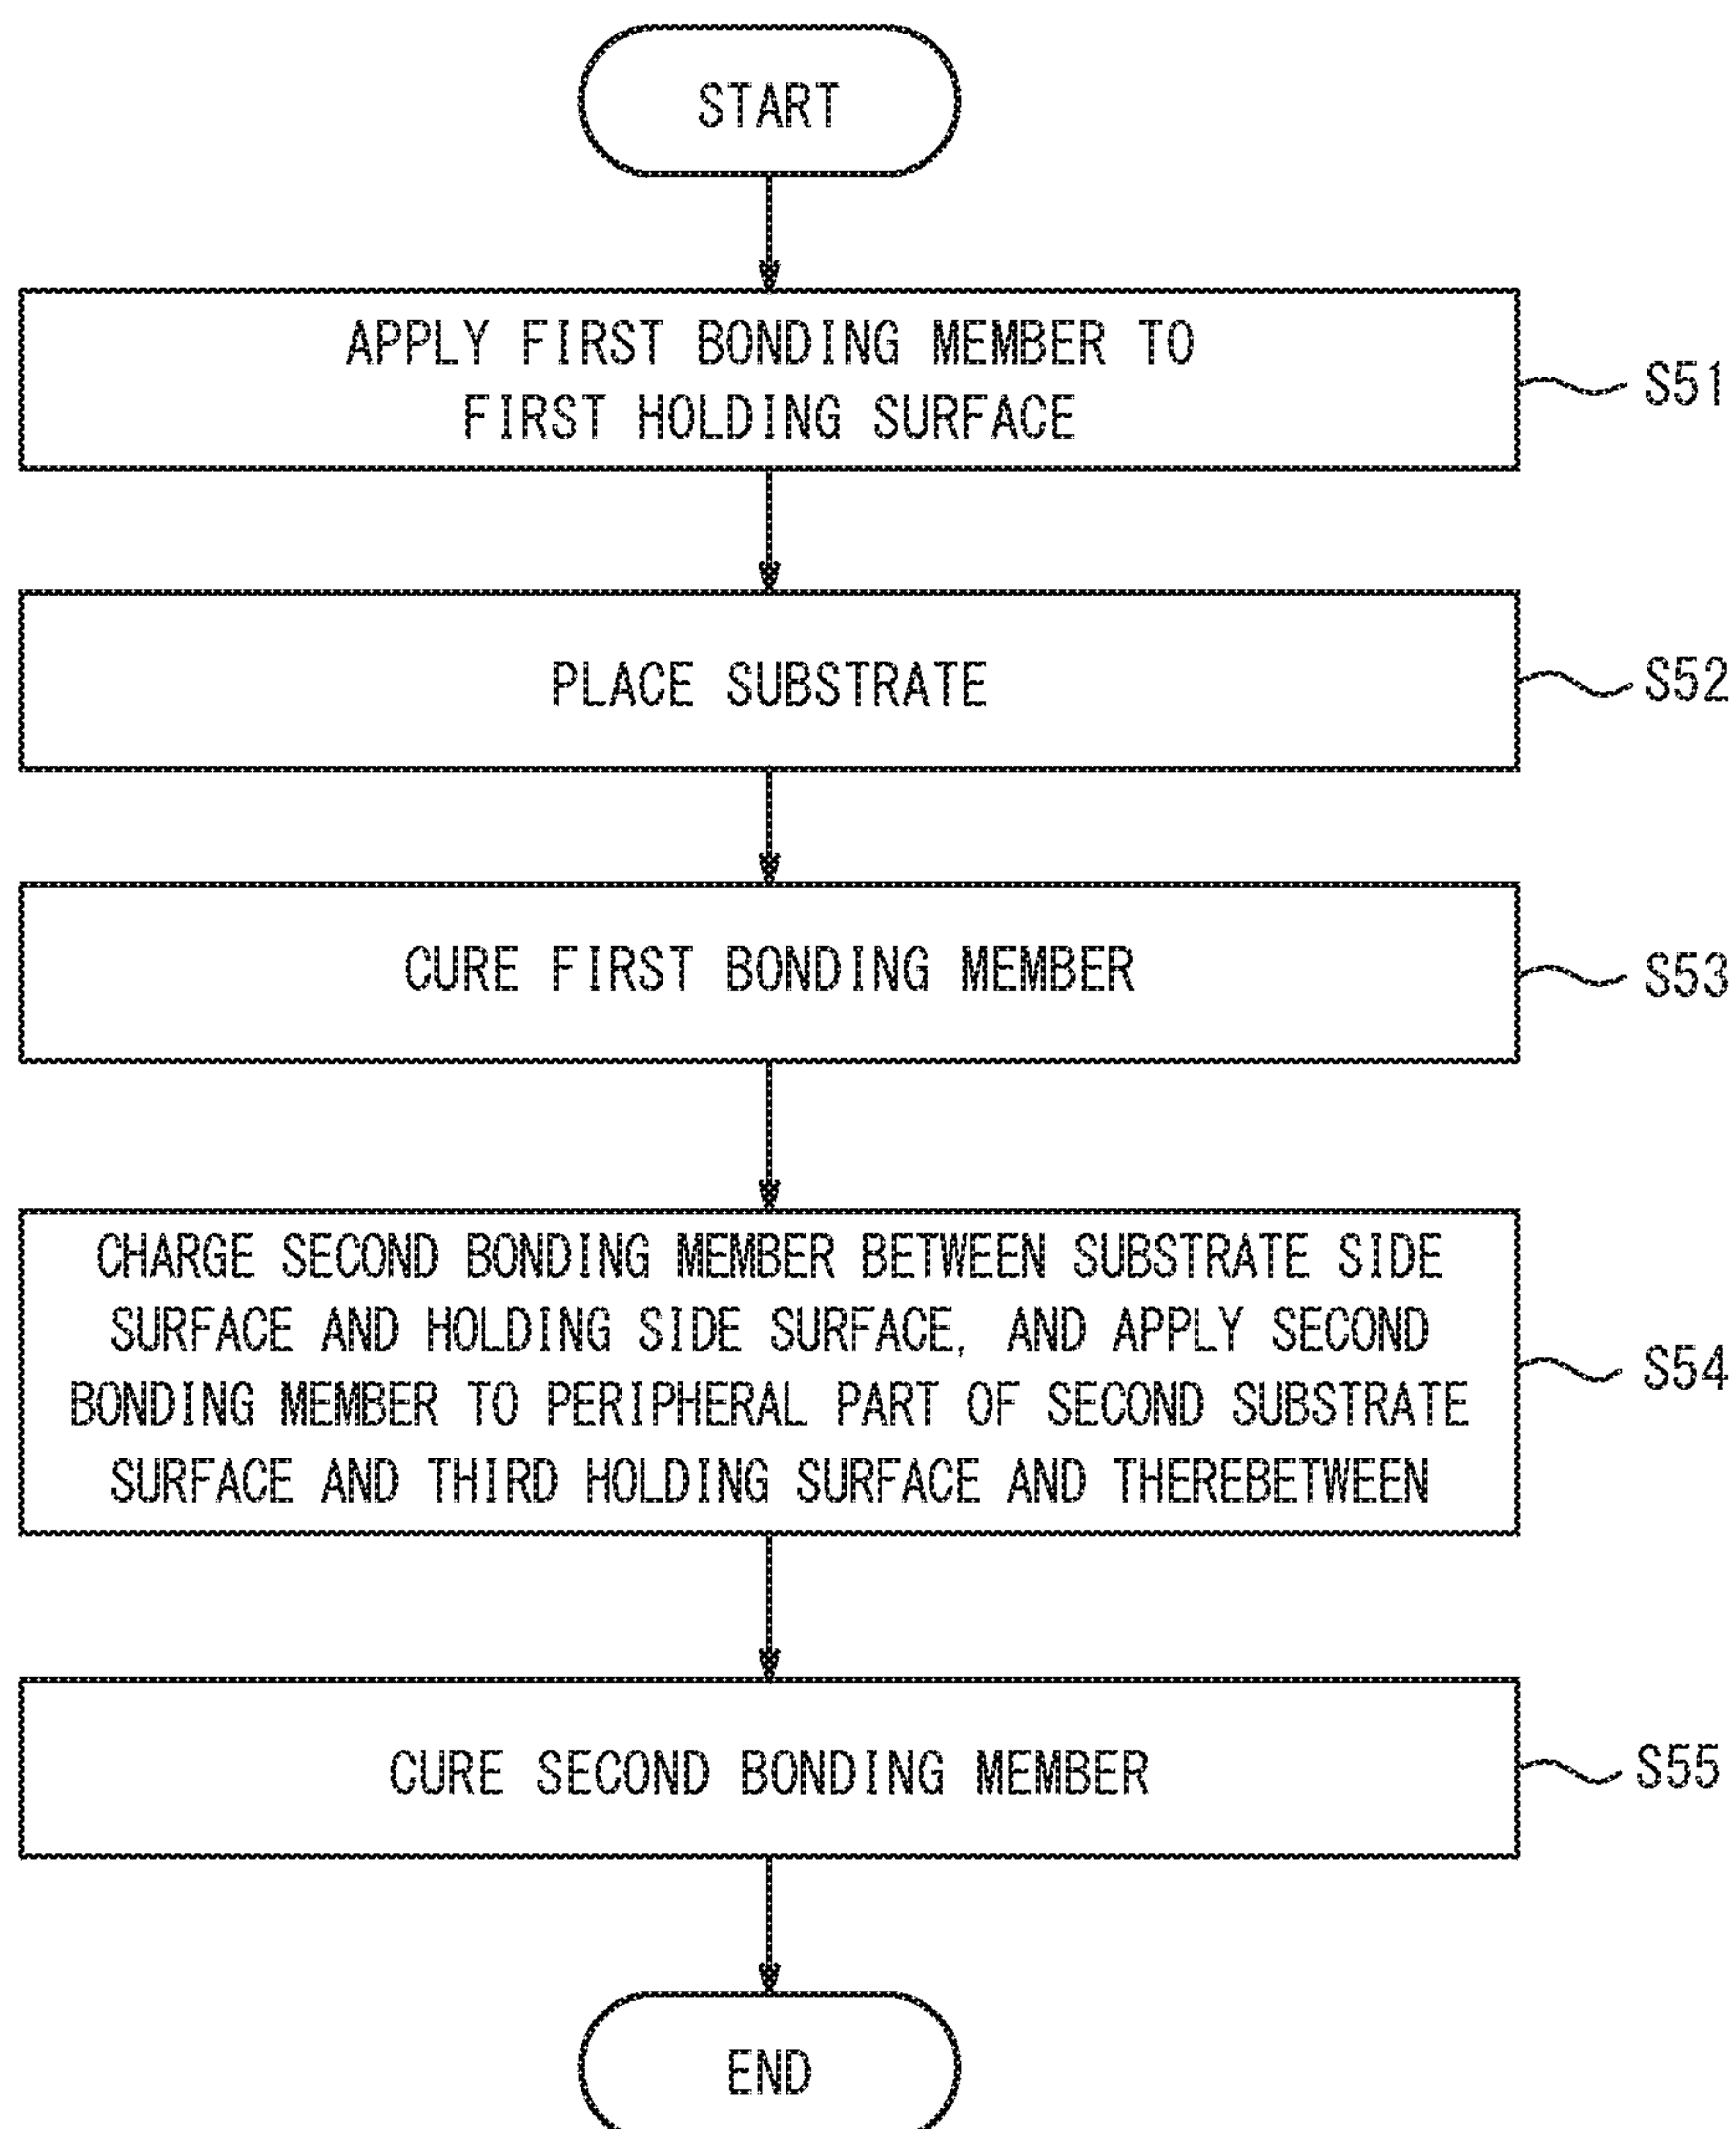 START
APPLY FIRST BONDING MEMBER TO
FIRST HOLDING SURFACE
S51
PLACE SUBSTRATE
S52
CURE FIRST BONDING MEMBER
S53
CHARGE SECOND BONDING MEMBER BETWEEN SUBSTRATE SIDE
SURFACE AND HOLDING SIDE SURFACE, AND APPLY SECOND
BONDING MEMBER TO PERIPHERAL PART OF SECOND SUBSTRATE
SURFACE AND THIRD HOLDING SURFACE AND THEREBETWEEN
S54
CURE SECOND BONDING MEMBER
S55
END